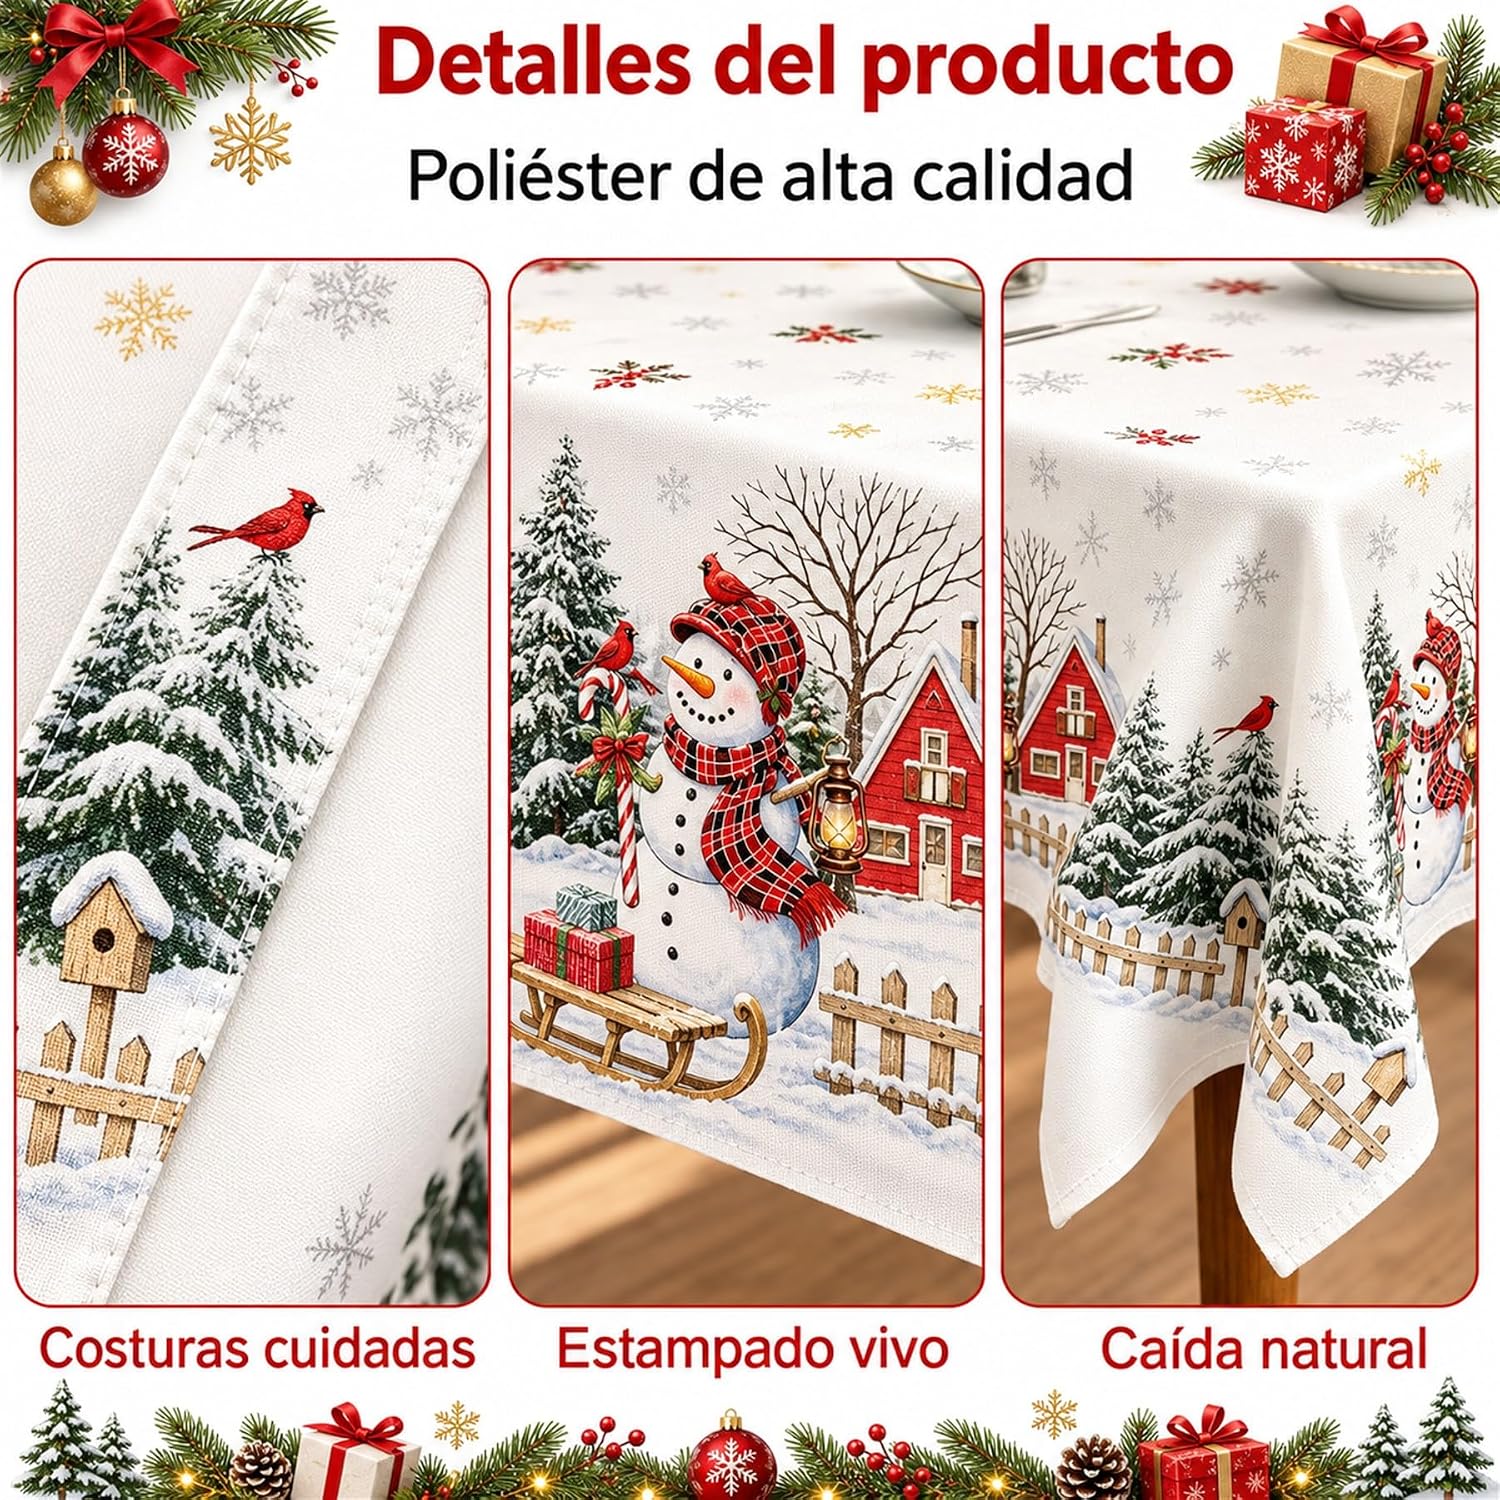 Detalles del producto
Poliéster de alta calidad
Costuras cuidadas
Estampado vivo
Caída natural